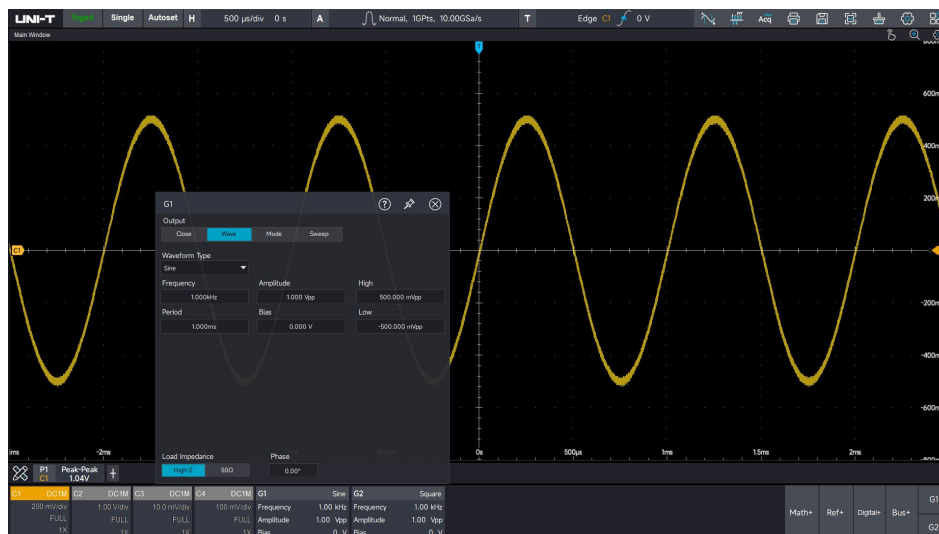 UNI-T Triged Single Autoset H 500 μs/div 0 s A Normal, 1GPts, 10.00GSa/s T Edge C1 0 V Acq
Main Window
600m
400m
200m
C1
-200m
-400m
-600m
-2ms 0s 500μs 1ms 1.5ms 2ms
G1
Output
Close Wave Mode Sweep
Waveform Type
Sine
Frequency Amplitude High
1.000kHz 1.000 Vpp 500.000 mVpp
Period Bias Low
1.000ms 0.000 V -500.000 mVpp
Load Impedance Phase
High-Z 50Ω 0.00°
P1 Peak-Peak
C1 1.04V
C1 DC1M C2 DC1M C3 DC1M C4 DC1M G1 Sine G2 Square G1
200 mV/div 1.00 V/div 10.0 mV/div 100 mV/div Frequency 1.00 kHz Frequency 1.00 kHz
FULL FULL FULL FULL Amplitude 1.00 Vpp Amplitude 1.00 Vpp Math+ Ref+ Digital+ Bus+
1X 1X 1X 1X Bias 0 V Bias 0 V G2